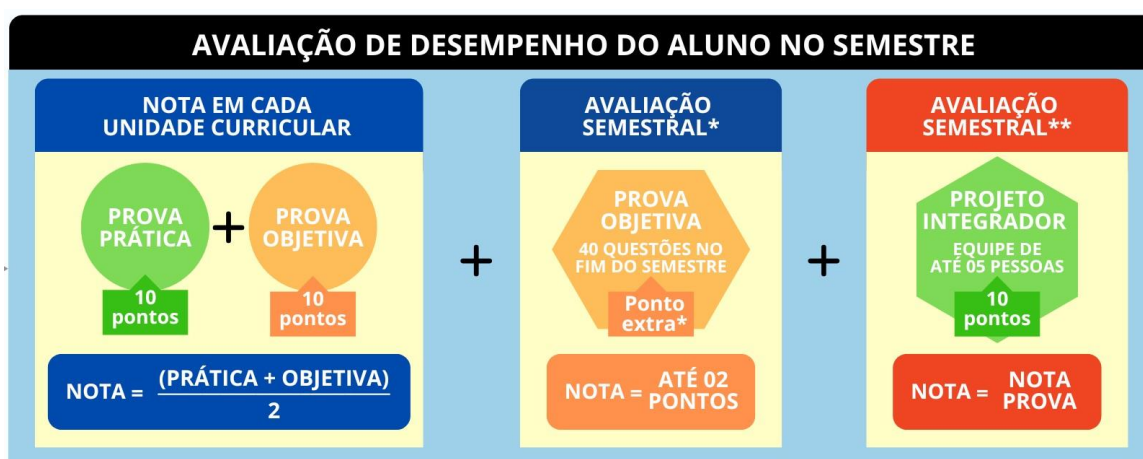 AVALIAÇÃO DE DESEMPENHO DO ALUNO NO SEMESTRE
NOTA EM CADA
UNIDADE CURRICULAR
PROVA
PRÁTICA
+
PROVA
OBJETIVA
10
pontos
10
pontos
NOTA = (PRÁTICA + OBJETIVA)
2
+
AVALIAÇÃO
SEMESTRAL*
PROVA
OBJETIVA
40 QUESTÕES NO
FIM DO SEMESTRE
Ponto
extra*
NOTA = ATÉ 02
PONTOS
+
AVALIAÇÃO
SEMESTRAL**
PROJETO
INTEGRADOR
EQUIPE DE
ATÉ 05 PESSOAS
10
pontos
NOTA = NOTA
PROVA